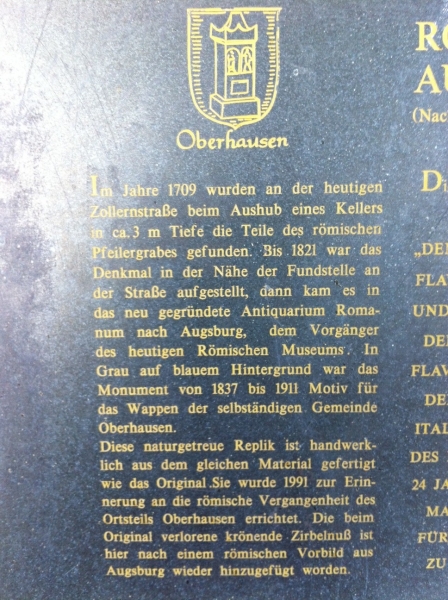 Oberhausen
Im Jahre 1709 wurden an der heutigen
Zollernstraße beim Aushub eines Kellers
in ca. 3 m Tiefe die Teile des römischen
Pfeilergrabes gefunden. Bis 1821 war das
Denkmal in der Nähe der Fundstelle an
der Straße aufgestellt, dann kam es in
das neu gegründete Antiquarium Roma-
num nach Augsburg, dem Vorgänger
des heutigen Römischen Museums. In
Grau auf blauem Hintergrund war das
Monument von 1837 bis 1911 Motiv für
das Wappen der selbständigen Gemeinde
Oberhausen.
Diese naturgetreue Replik ist handwerk-
lich aus dem gleichen Material gefertigt
wie das Original. Sie wurde 1991 zur Erin-
nerung an die römische Vergangenheit des
Ortsteils Oberhausen errichtet. Die beim
Original verlorene krönende Zirbelnuß ist
hier nach einem römischen Vorbild aus
Augsburg wieder hinzugefügt worden.
RÖ
AU
(Nac
D
„DE
FLA
UND
DE
FLAV
DE
ITAL
DES
24 JA
MA
FÜR
ZU